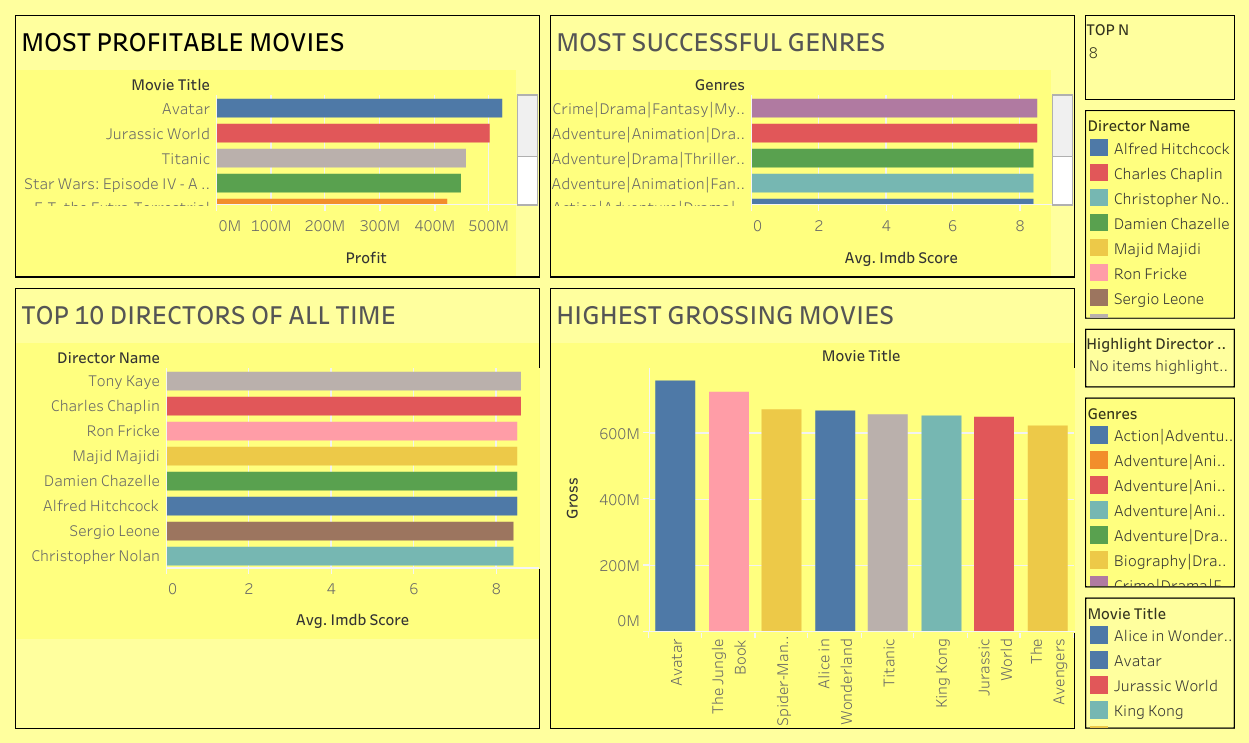 MOST PROFITABLE MOVIES
Movie Title
Avatar
Jurassic World
Titanic
Star Wars: Episode IV - A ..
0M 100M 200M 300M 400M 500M
Profit
MOST SUCCESSFUL GENRES
Genres
Crime|Drama|Fantasy|My..
Adventure|Animation|Dra..
Adventure|Drama|Thriller..
Adventure|Animation|Fan..
0 2 4 6 8
Avg. Imdb Score
TOP N
8
Director Name
Alfred Hitchcock
Charles Chaplin
Christopher No..
Damien Chazelle
Majid Majidi
Ron Fricke
Sergio Leone
TOP 10 DIRECTORS OF ALL TIME
Director Name
Tony Kaye
Charles Chaplin
Ron Fricke
Majid Majidi
Damien Chazelle
Alfred Hitchcock
Sergio Leone
Christopher Nolan
0 2 4 6 8
Avg. Imdb Score
HIGHEST GROSSING MOVIES
Movie Title
Gross
600M
400M
200M
0M
Avatar
The Jungle
Book
Spider-Man..
Alice in
Wonderland
Titanic
King Kong
Jurassic
World
The
Avengers
Highlight Director ..
No items highlight..
Genres
Action|Adventu..
Adventure|Ani..
Adventure|Ani..
Adventure|Ani..
Adventure|Dra..
Biography|Dra..
Movie Title
Alice in Wonder..
Avatar
Jurassic World
King Kong